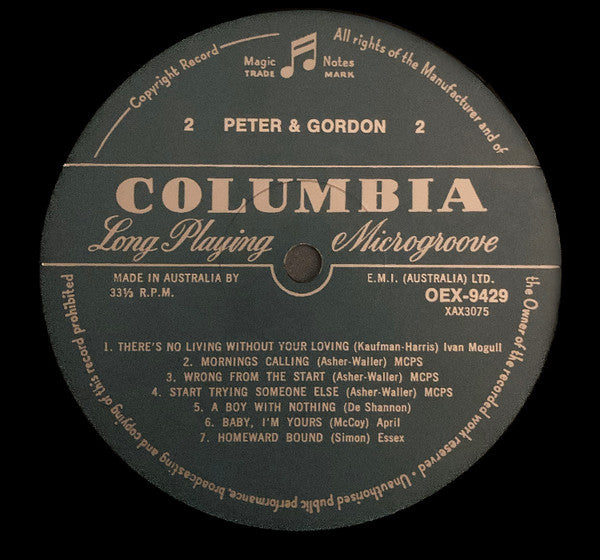 Copyright Record
All rights of the Manufacturer and of
Magic Notes
TRADE MARK
2 PETER & GORDON 2
COLUMBIA
Long Playing Microgroove
MADE IN AUSTRALIA BY E.M.I. (AUSTRALIA) LTD.
33⅓ R.P.M. OEX-9429
XAX3075
1. THERE'S NO LIVING WITHOUT YOUR LOVING (Kaufman-Harris) Ivan Mogull
2. MORNINGS CALLING (Asher-Waller) MCPS
3. WRONG FROM THE START (Asher-Waller) MCPS
4. START TRYING SOMEONE ELSE (Asher-Waller) MCPS
5. A BOY WITH NOTHING (De Shannon)
6. BABY, I'M YOURS (McCoy) April
7. HOMEWARD BOUND (Simon) Essex
the Owner of the recorded work reserved · Unauthorised public performance, broadcasting and copying of this record prohibited